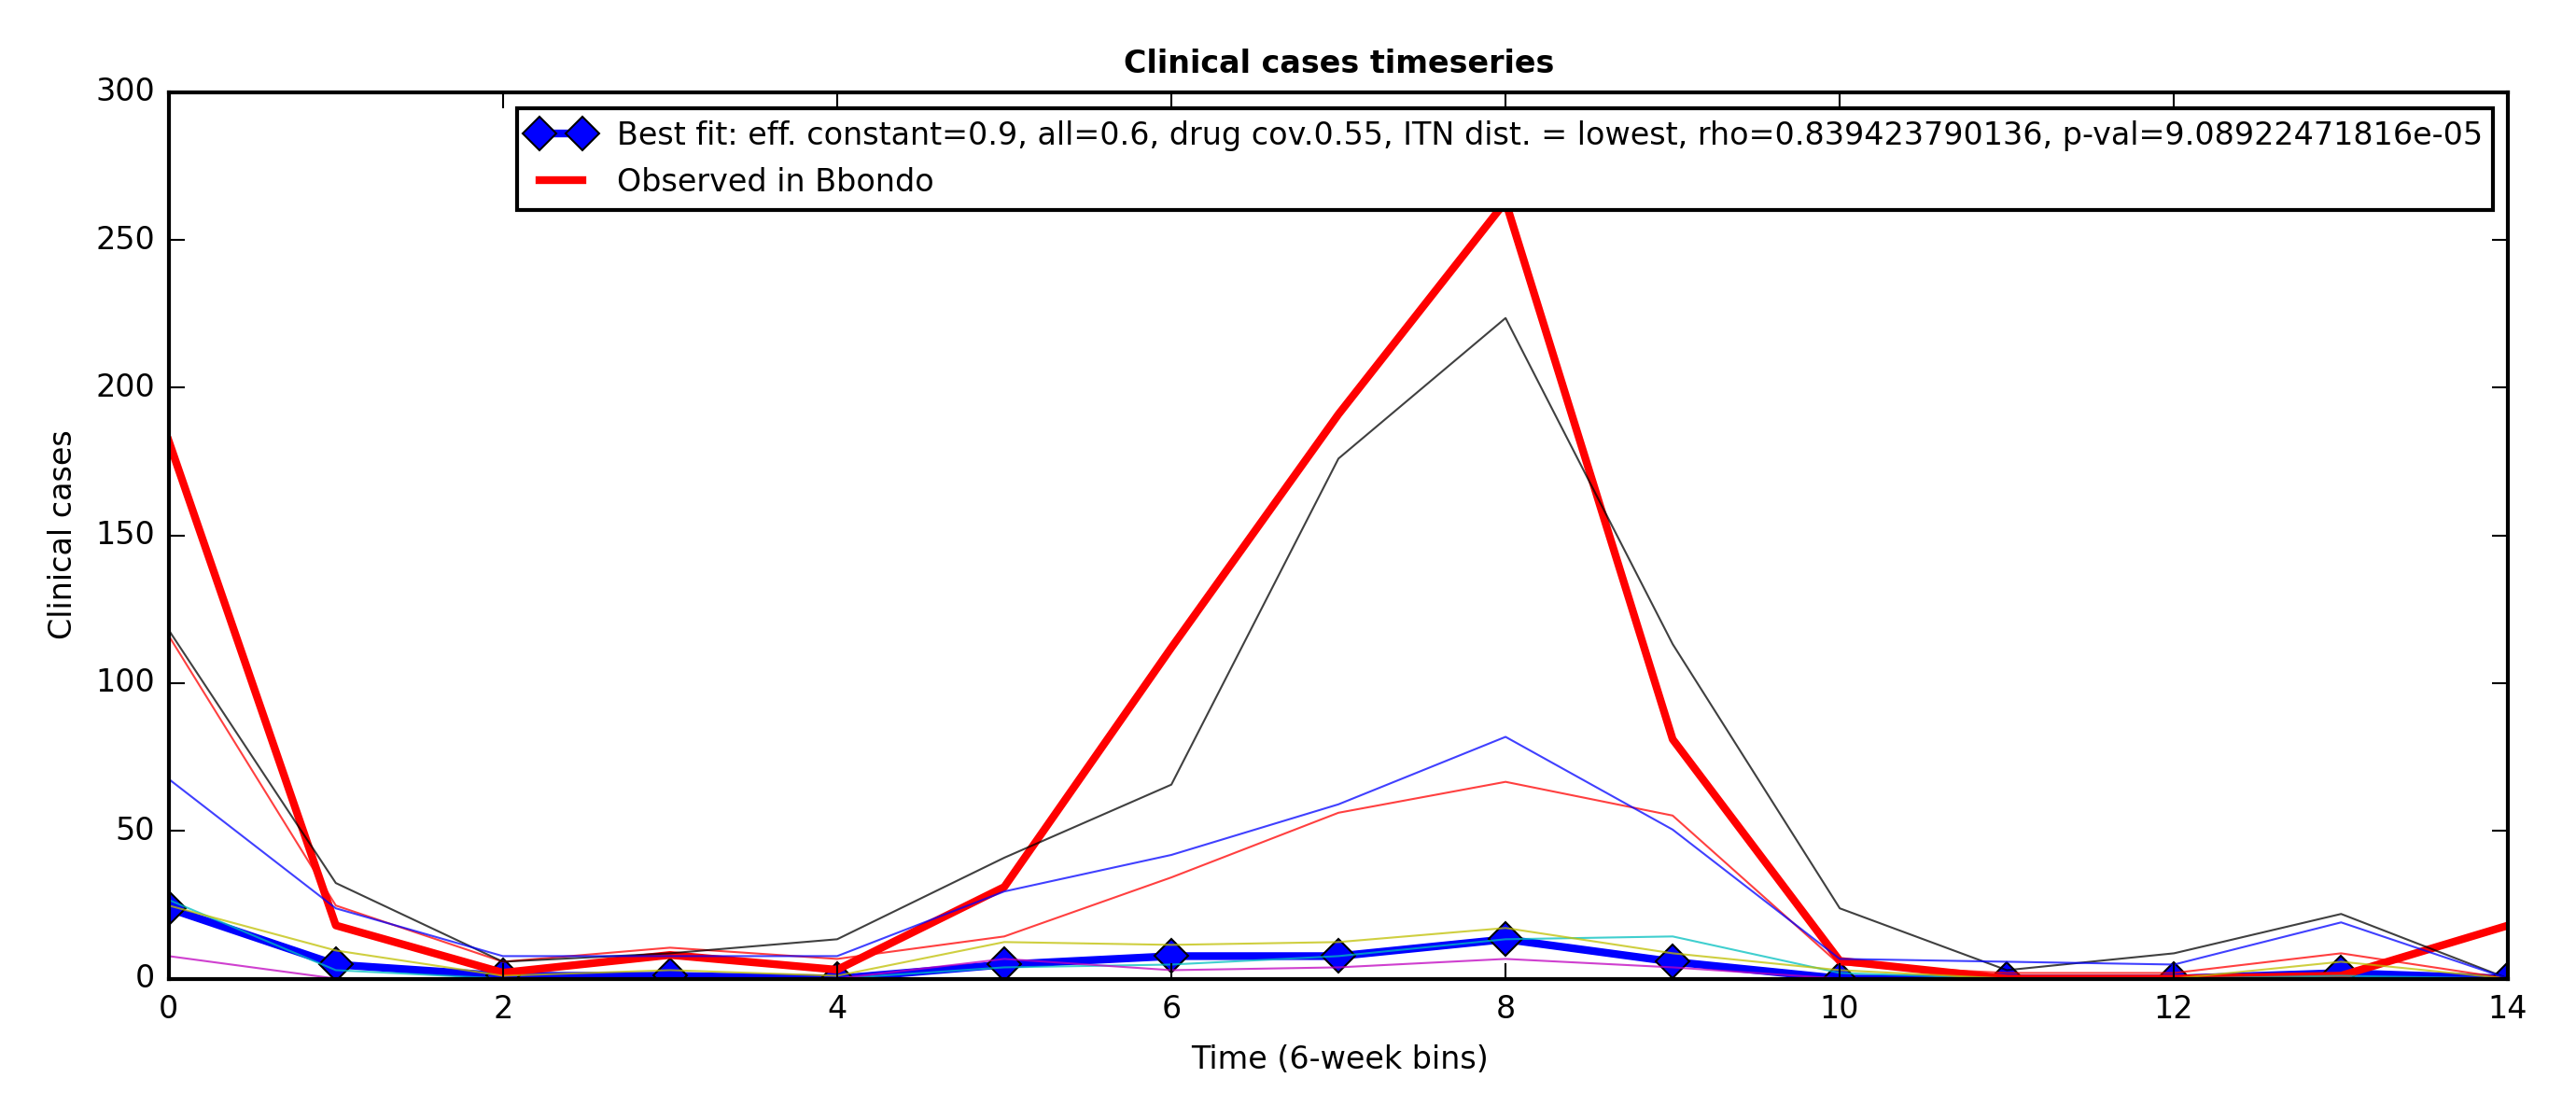 Clinical cases timeseries
300
250
200
150
100
50
0
Clinical cases
Best fit: eff. constant=0.9, all=0.6, drug cov.0.55, ITN dist. = lowest, rho=0.839423790136, p-val=9.08922471816e-05
Observed in Bbondo
0 2 4 6 8 10 12 14
Time (6-week bins)